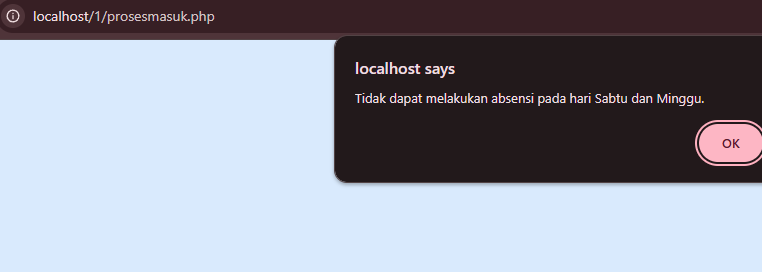 localhost/1/prosesmasuk.php
localhost says
Tidak dapat melakukan absensi pada hari Sabtu dan Minggu.
OK